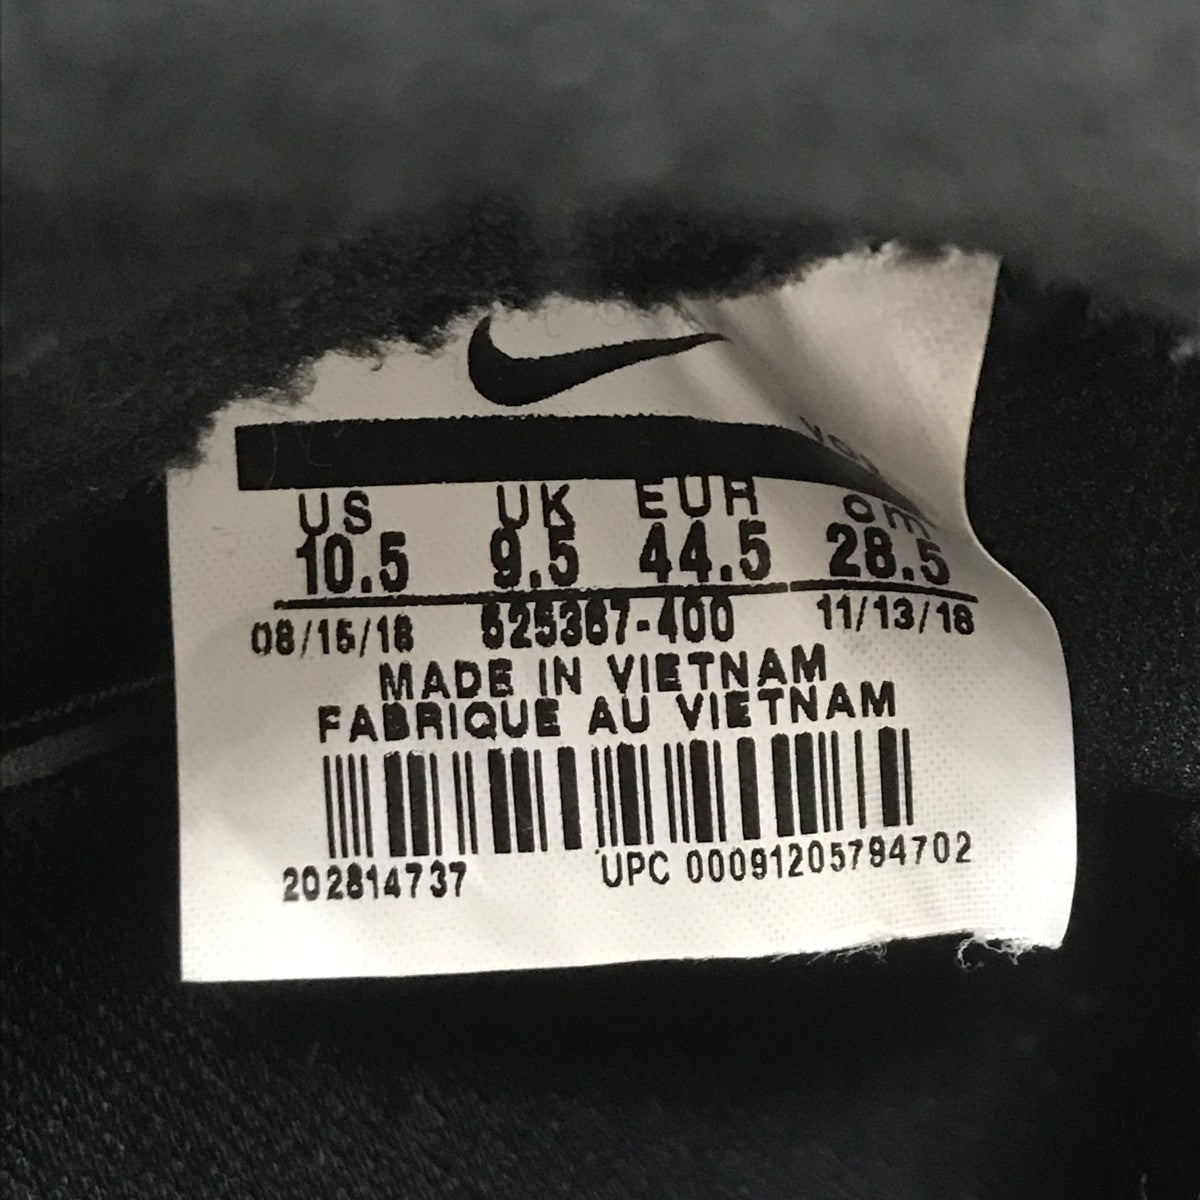 US UK EUR cm
10.5 9.5 44.5 28.5
08/15/18 525367-400 11/13/18
MADE IN VIETNAM
FABRIQUE AU VIETNAM
202814737 UPC 00091205794702